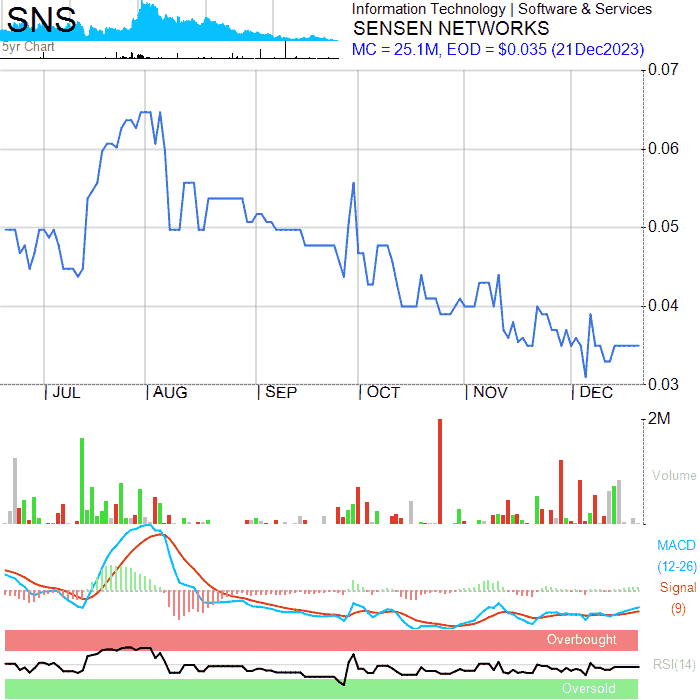 SNS
5yr Chart
Information Technology | Software & Services
SENSEN NETWORKS
MC = 25.1M, EOD = $0.035 (21Dec2023)
0.07
0.06
0.05
0.04
0.03
JUL AUG SEP OCT NOV DEC
2M
Volume
MACD
(12-26)
Signal
(9)
Overbought
RSI(14)
Oversold